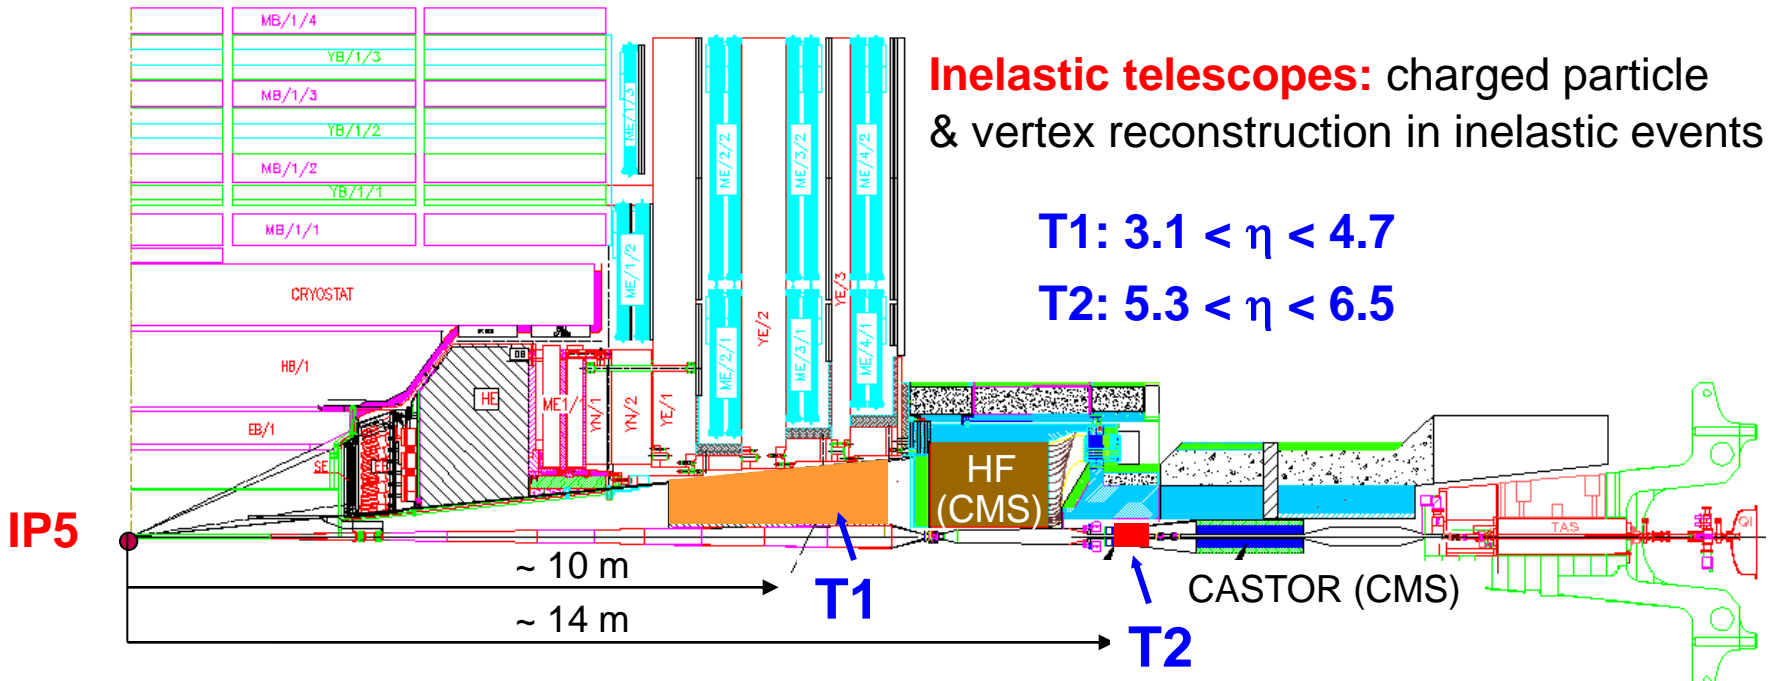 MB/1/4
YB/1/3
MB/1/3
YB/1/2
MB/1/2
YB/1/1
MB/1/1
CRYOSTAT
HB/1
EB/1
SE
HE
ME1/1
YN/1
YN/2
YE/1
ME/1/3
ME/1/2
ME/2/2
ME/2/1
YE/2
ME/3/2
ME/3/1
YE/3
ME/4/2
ME/4/1
Inelastic telescopes: charged particle
& vertex reconstruction in inelastic events
T1: 3.1 < η < 4.7
T2: 5.3 < η < 6.5
HF
(CMS)
IP5
TAS
Q1
~ 10 m
T1
CASTOR (CMS)
~ 14 m
T2